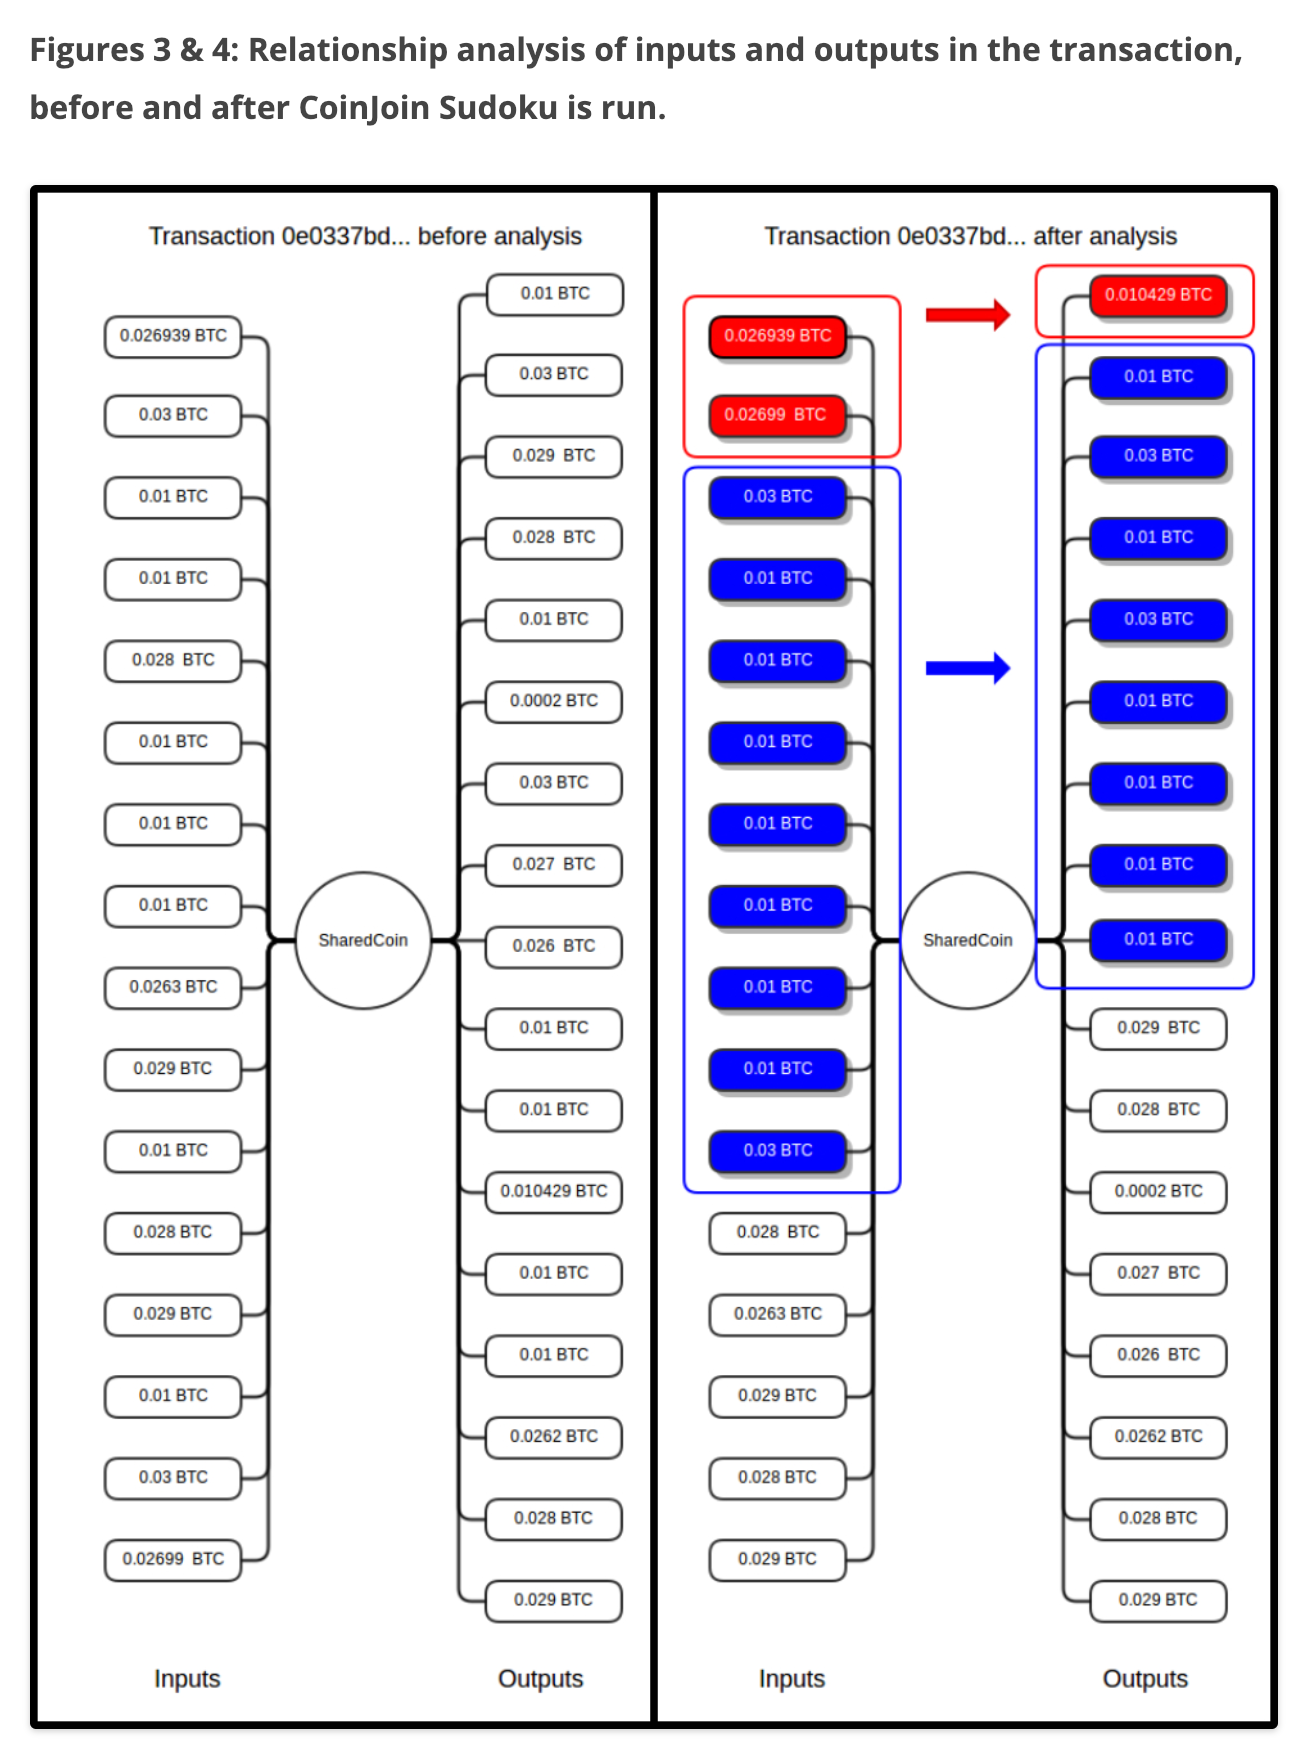 Figures 3 & 4: Relationship analysis of inputs and outputs in the transaction,
before and after CoinJoin Sudoku is run.
Transaction 0e0337bd... before analysis
0.026939 BTC
0.03 BTC
0.01 BTC
0.01 BTC
0.028 BTC
0.01 BTC
0.01 BTC
0.01 BTC
0.0263 BTC
0.029 BTC
0.01 BTC
0.028 BTC
0.029 BTC
0.01 BTC
0.03 BTC
0.02699 BTC
Inputs
SharedCoin
0.01 BTC
0.03 BTC
0.029 BTC
0.028 BTC
0.01 BTC
0.0002 BTC
0.03 BTC
0.027 BTC
0.026 BTC
0.01 BTC
0.01 BTC
0.010429 BTC
0.01 BTC
0.01 BTC
0.0262 BTC
0.028 BTC
0.029 BTC
Outputs
Transaction 0e0337bd... after analysis
0.026939 BTC
0.02699 BTC
0.03 BTC
0.01 BTC
0.01 BTC
0.01 BTC
0.01 BTC
0.01 BTC
0.01 BTC
0.01 BTC
0.03 BTC
0.028 BTC
0.0263 BTC
0.029 BTC
0.028 BTC
0.029 BTC
Inputs
SharedCoin
0.010429 BTC
0.01 BTC
0.03 BTC
0.01 BTC
0.03 BTC
0.01 BTC
0.01 BTC
0.01 BTC
0.01 BTC
0.029 BTC
0.028 BTC
0.0002 BTC
0.027 BTC
0.026 BTC
0.0262 BTC
0.028 BTC
0.029 BTC
Outputs